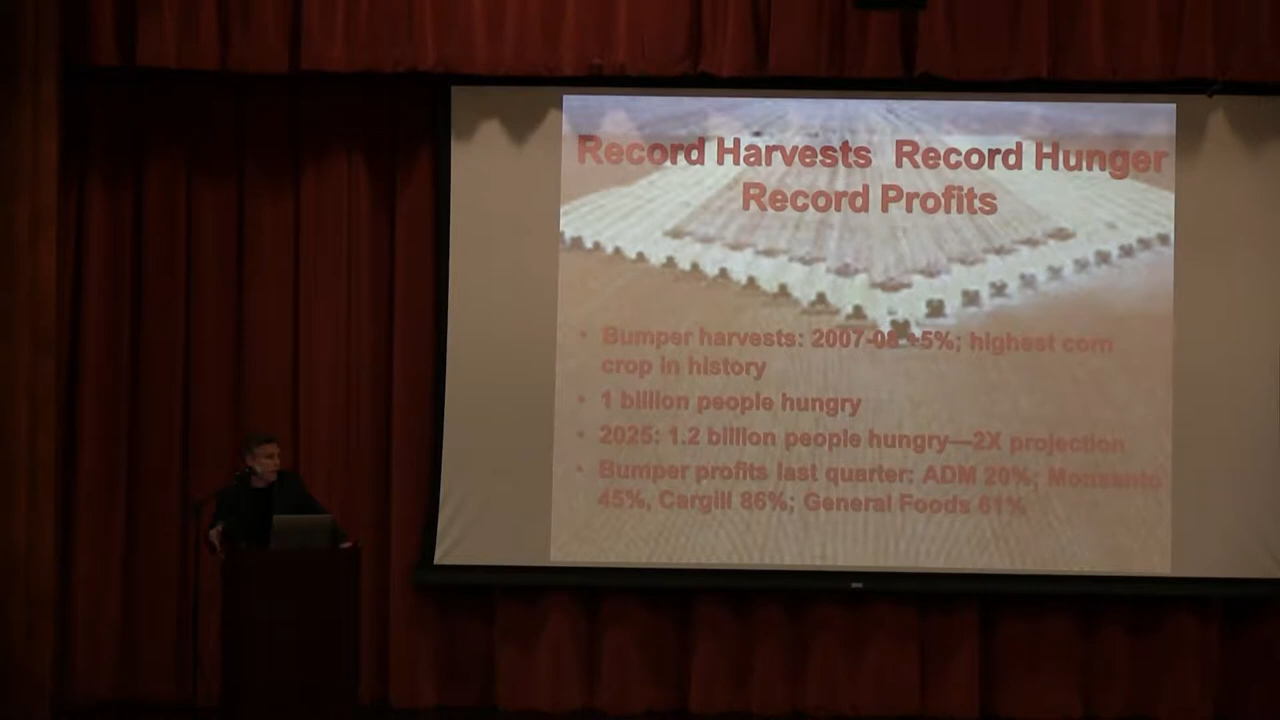 Record Harvests Record Hunger
Record Profits
• Bumper harvests: 2007-08 +5%; highest corn
crop in history
• 1 billion people hungry
• 2025: 1.2 billion people hungry—2X projection
• Bumper profits last quarter: ADM 20%; Monsanto
45%, Cargill 86%; General Foods 61%